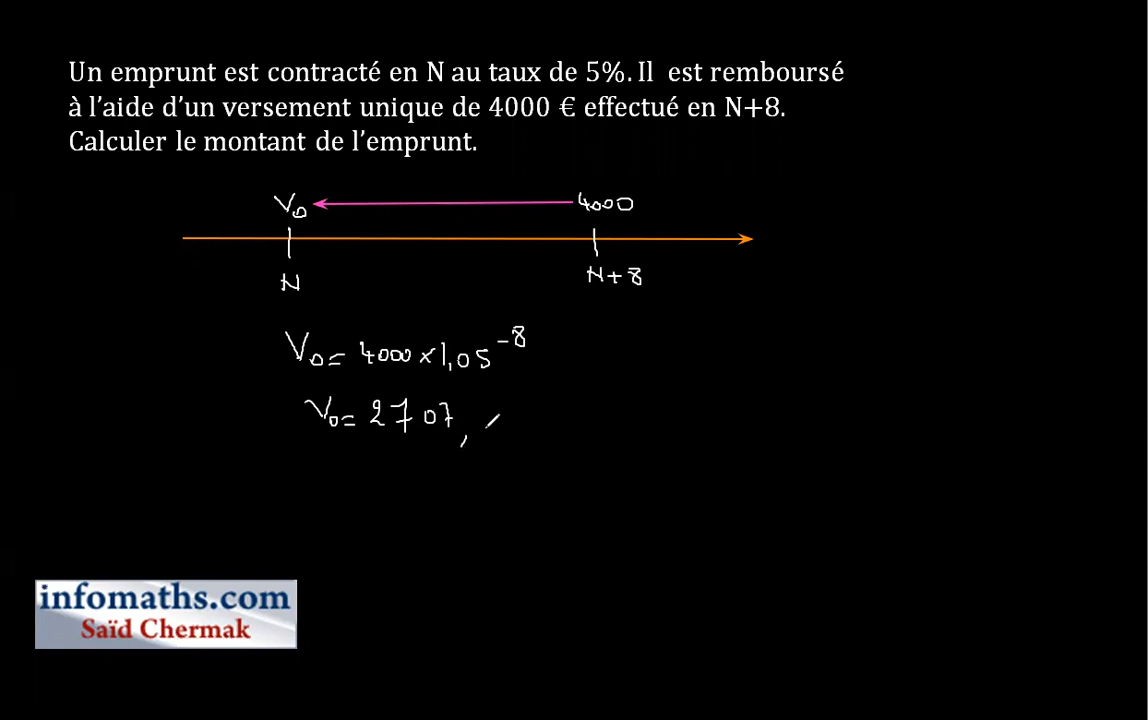 Un emprunt est contracté en N au taux de 5%. Il est remboursé
à l’aide d’un versement unique de 4000 € effectué en N+8.
Calculer le montant de l’emprunt.
V₀ 4000
N N+8
V₀= 4000×1,05⁻⁸
V₀= 2707,
infomaths.com
Saïd Chermak